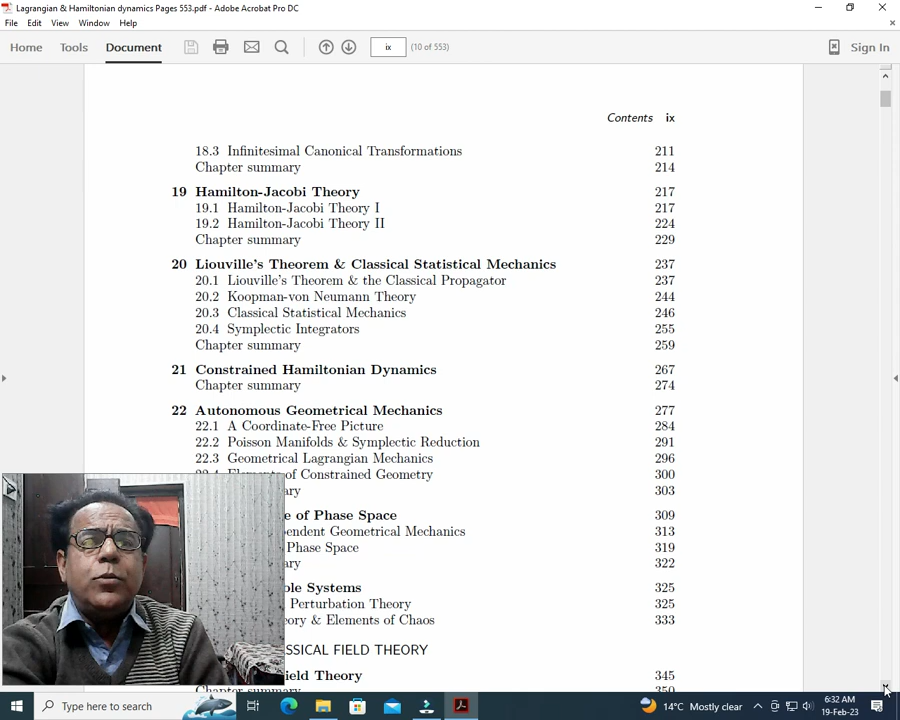 Lagrangian & Hamiltonian dynamics Pages 553.pdf - Adobe Acrobat Pro DC
File Edit View Window Help
Home Tools Document ix (10 of 553) Sign In
Contents ix
18.3 Infinitesimal Canonical Transformations 211
Chapter summary 214
19 Hamilton-Jacobi Theory 217
19.1 Hamilton-Jacobi Theory I 217
19.2 Hamilton-Jacobi Theory II 224
Chapter summary 229
20 Liouville's Theorem & Classical Statistical Mechanics 237
20.1 Liouville's Theorem & the Classical Propagator 237
20.2 Koopman-von Neumann Theory 244
20.3 Classical Statistical Mechanics 246
20.4 Symplectic Integrators 255
Chapter summary 259
21 Constrained Hamiltonian Dynamics 267
Chapter summary 274
22 Autonomous Geometrical Mechanics 277
22.1 A Coordinate-Free Picture 284
22.2 Poisson Manifolds & Symplectic Reduction 291
22.3 Geometrical Lagrangian Mechanics 296
22.4 Elements of Constrained Geometry 300
303
of Phase Space 309
Geometrical Mechanics 313
Phase Space 319
322
Systems 325
Perturbation Theory 325
& Elements of Chaos 333
FIELD THEORY
Theory 345
Chapter summary 350
Type here to search
14°C Mostly clear
6:32 AM
19-Feb-23